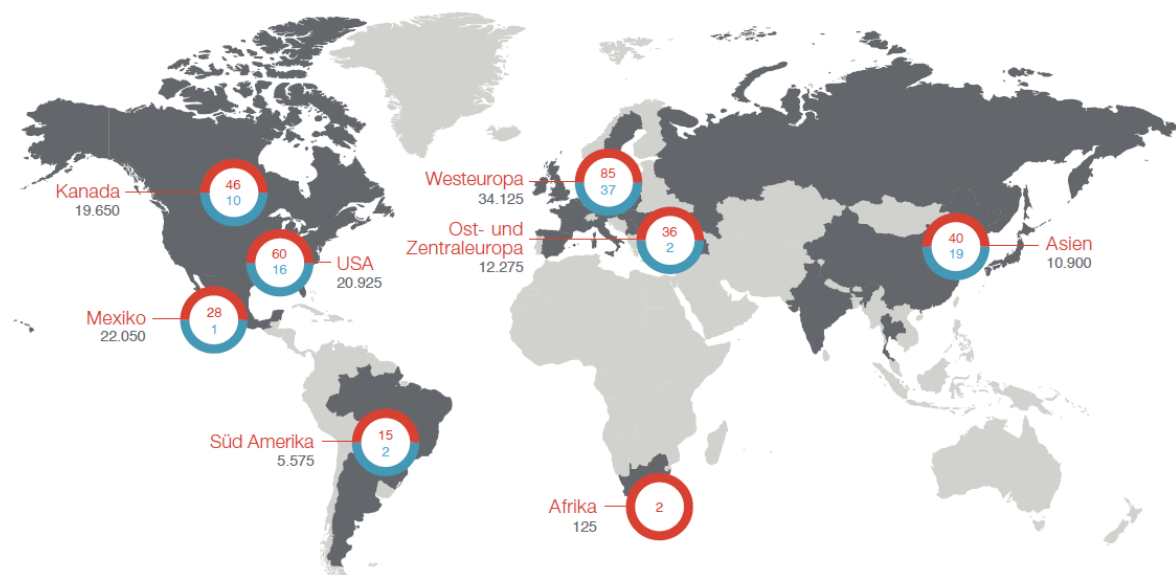 Kanada
19.650
46
10
60
16
USA
20.925
Mexiko
22.050
28
1
Süd Amerika
5.575
15
2
Westeuropa
34.125
85
37
Ost- und
Zentraleuropa
12.275
36
2
40
19
Asien
10.900
Afrika
125
2